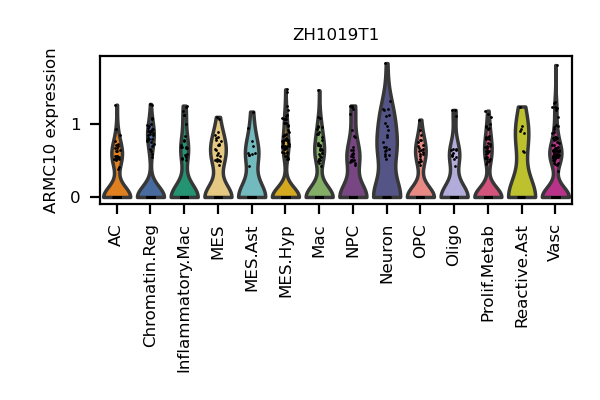 ZH1019T1
ARMC10 expression
1
0
AC
Chromatin.Reg
Inflammatory.Mac
MES
MES.Ast
MES.Hyp
Mac
NPC
Neuron
OPC
Oligo
Prolif.Metab
Reactive.Ast
Vasc